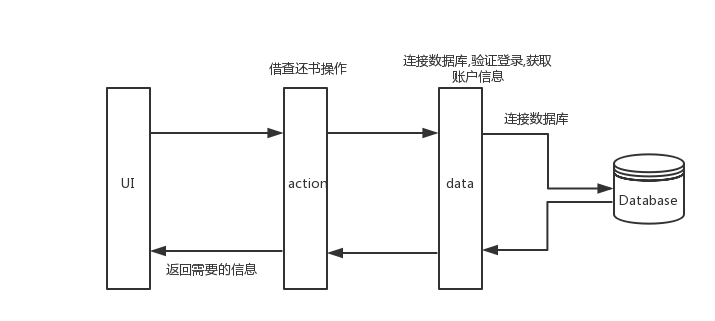 借查还书操作
连接数据库,验证登录,获取
账户信息
连接数据库
UI
action
data
Database
返回需要的信息